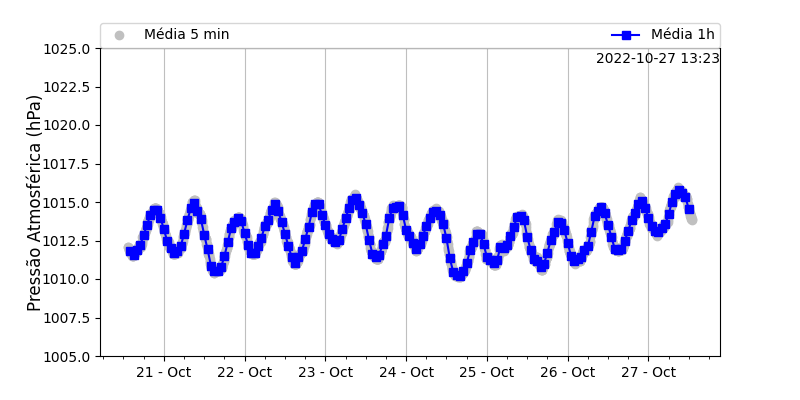 Média 5 min
Média 1h
2022-10-27 13:23
Pressão Atmosférica (hPa)
1025.0
1022.5
1020.0
1017.5
1015.0
1012.5
1010.0
1007.5
1005.0
21 - Oct
22 - Oct
23 - Oct
24 - Oct
25 - Oct
26 - Oct
27 - Oct